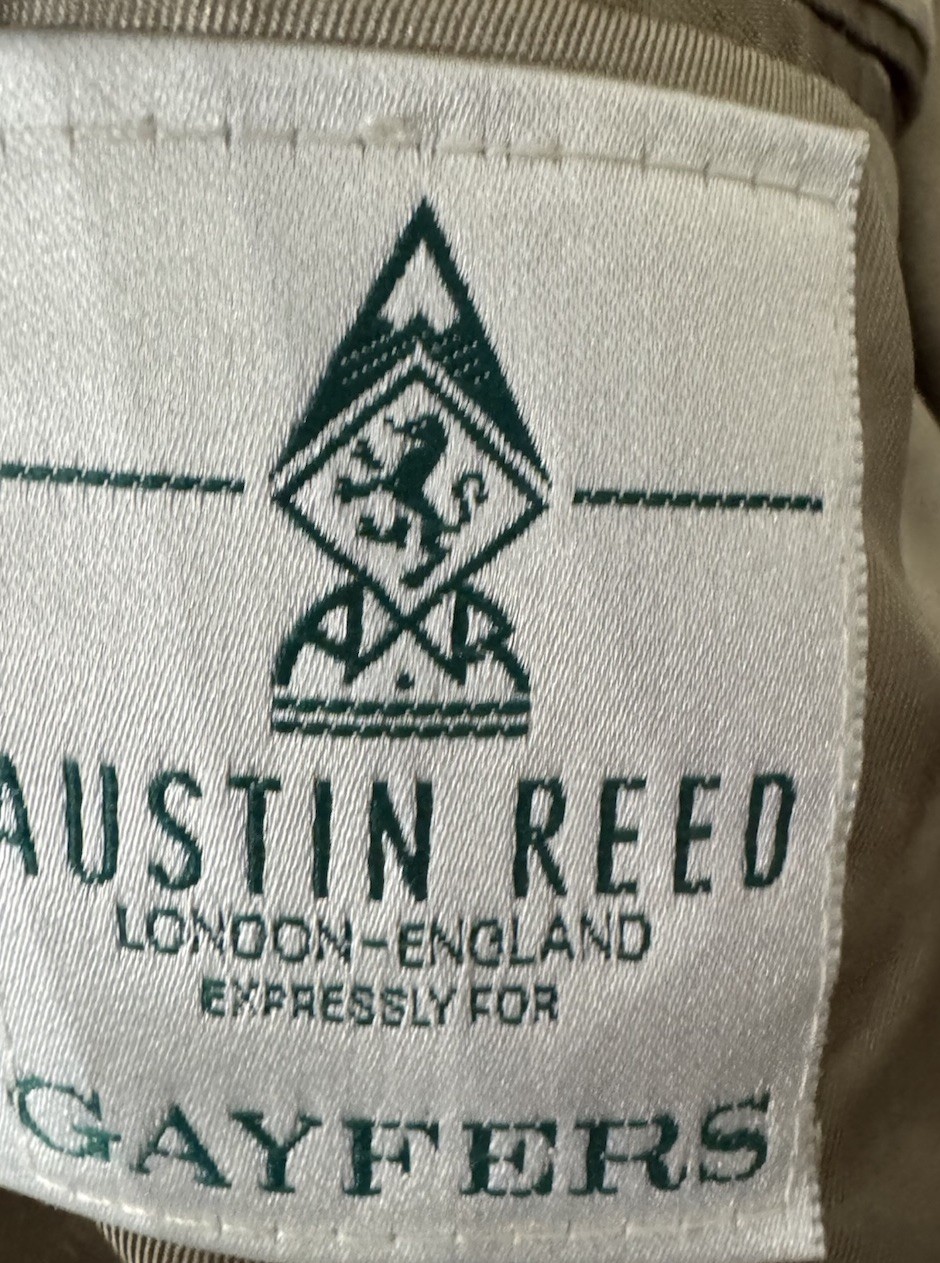 AUSTIN REED
LONDON-ENGLAND
EXPRESSLY FOR
GAYFERS